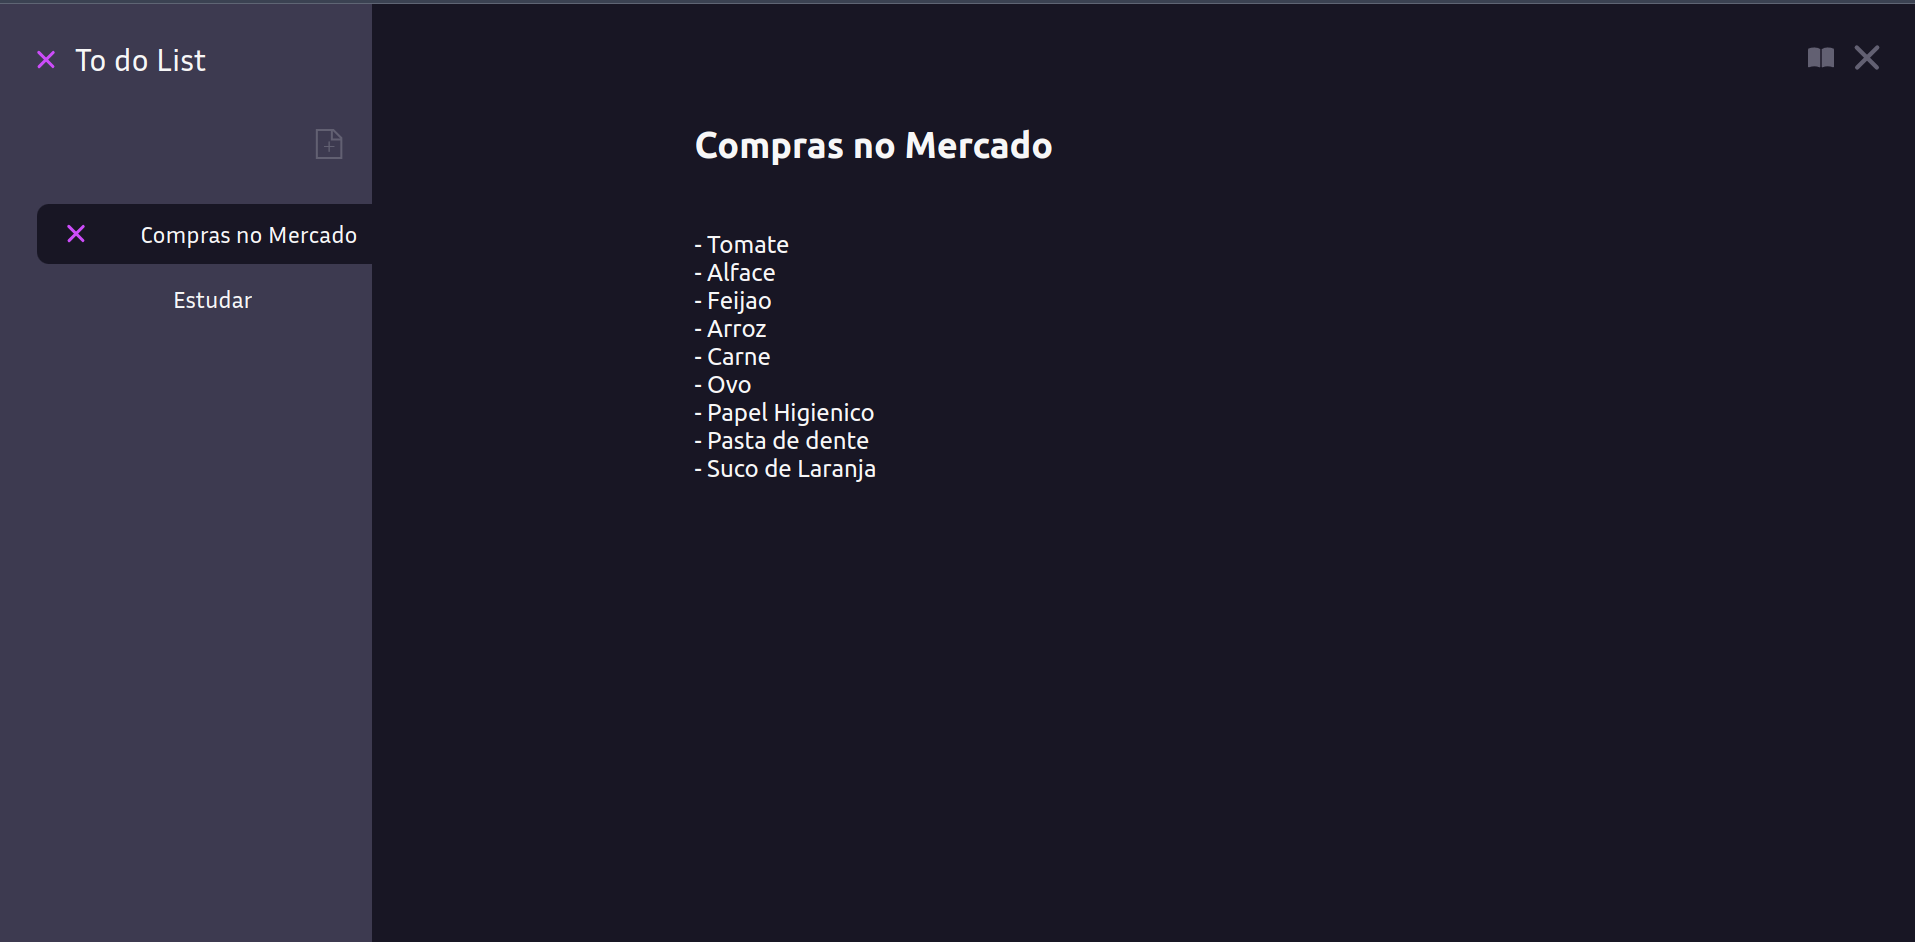 To do List
Compras no Mercado
Estudar
Compras no Mercado
- Tomate
- Alface
- Feijao
- Arroz
- Carne
- Ovo
- Papel Higienico
- Pasta de dente
- Suco de Laranja